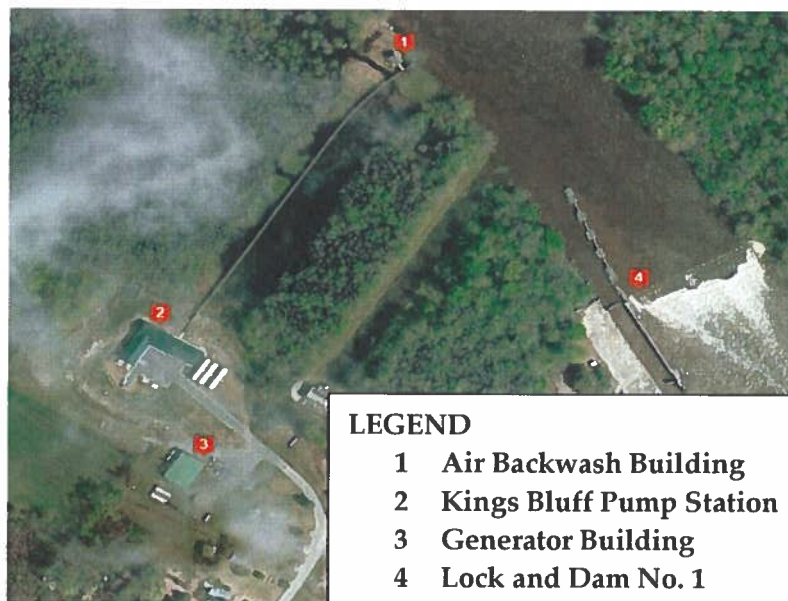 1
4
2
3
LEGEND
1 Air Backwash Building
2 Kings Bluff Pump Station
3 Generator Building
4 Lock and Dam No. 1